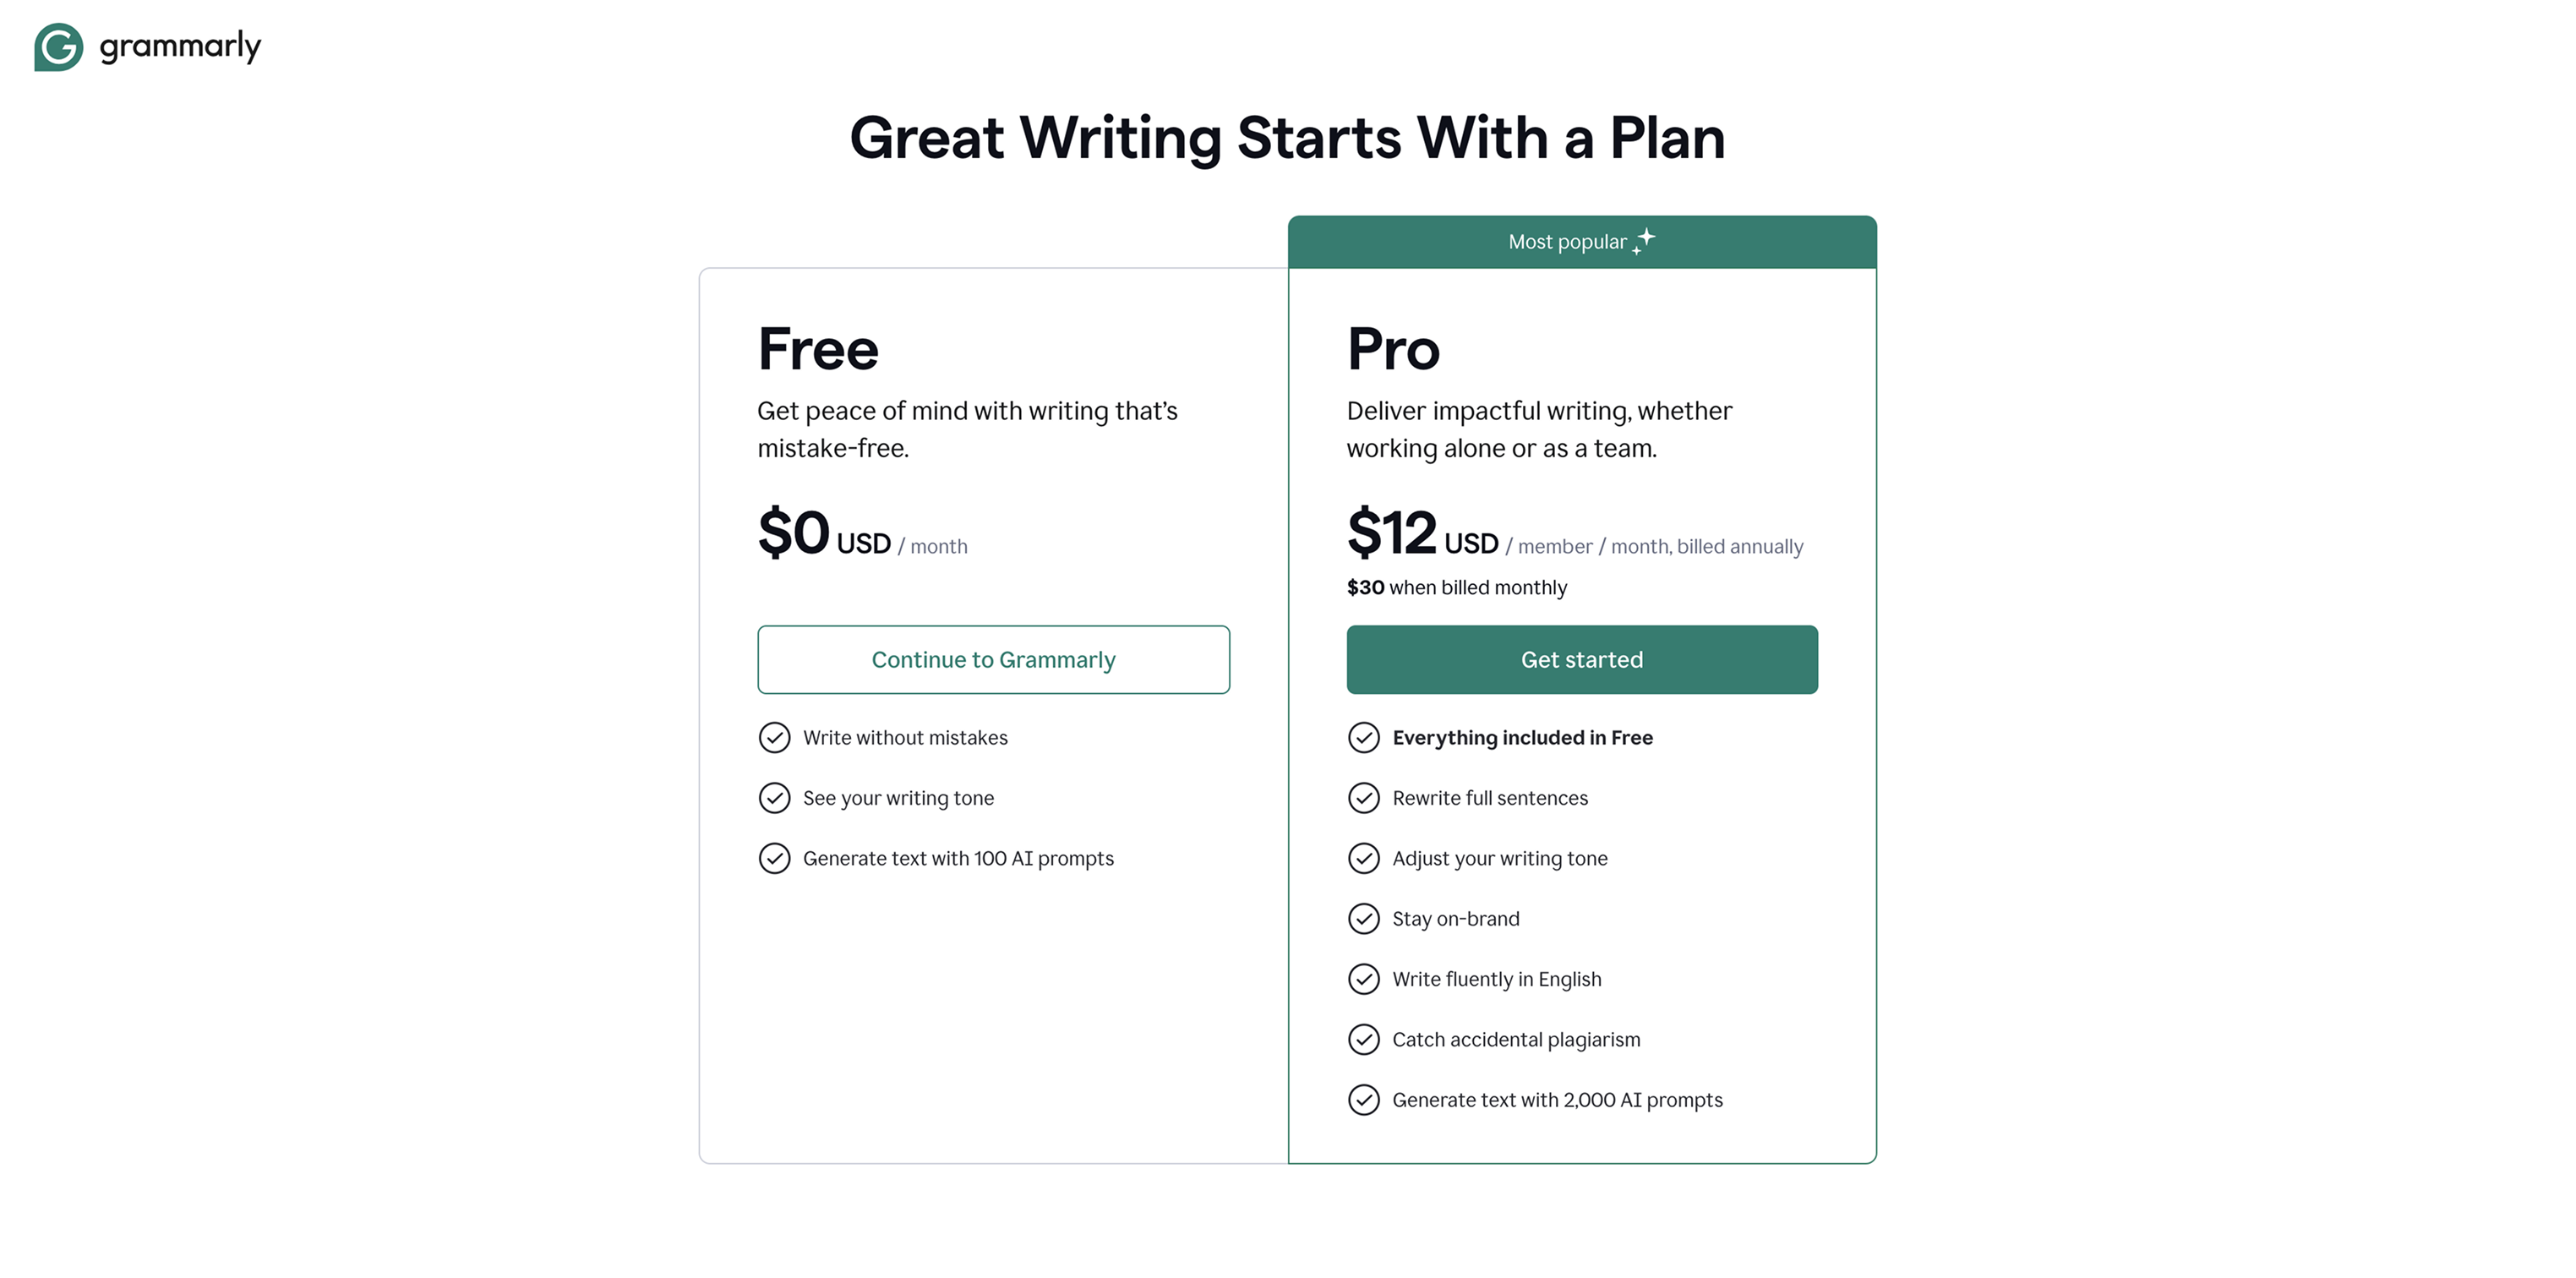 grammarly
Great Writing Starts With a Plan
Free
Get peace of mind with writing that’s
mistake-free.
$0 USD / month
Continue to Grammarly
Write without mistakes
See your writing tone
Generate text with 100 AI prompts
Most popular
Pro
Deliver impactful writing, whether
working alone or as a team.
$12 USD / member / month, billed annually
$30 when billed monthly
Get started
Everything included in Free
Rewrite full sentences
Adjust your writing tone
Stay on-brand
Write fluently in English
Catch accidental plagiarism
Generate text with 2,000 AI prompts